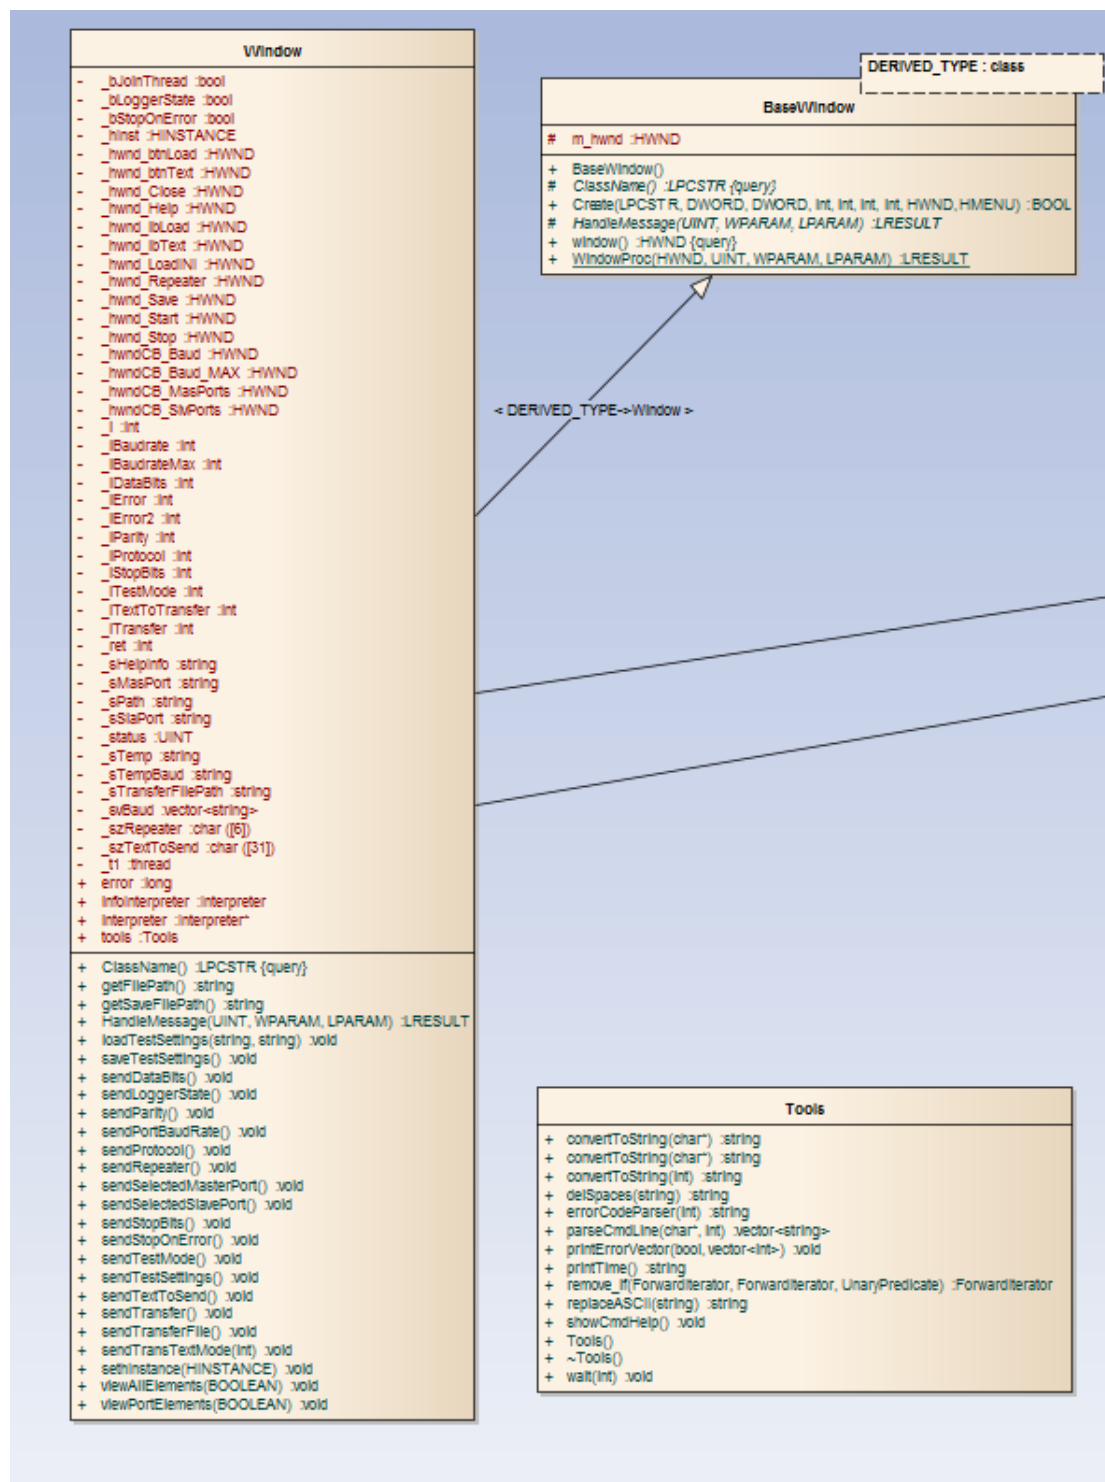 Window
- _bJoinThread :bool
- _bLoggerState :bool
- _bStopOnError :bool
- _hInst :HINSTANCE
- _hwnd_btnLoad :HWND
- _hwnd_btnText :HWND
- _hwnd_Close :HWND
- _hwnd_Help :HWND
- _hwnd_lbLoad :HWND
- _hwnd_lbText :HWND
- _hwnd_LoadINI :HWND
- _hwnd_Repeater :HWND
- _hwnd_Save :HWND
- _hwnd_Start :HWND
- _hwnd_Stop :HWND
- _hwndCB_Baud :HWND
- _hwndCB_Baud_MAX :HWND
- _hwndCB_MasPorts :HWND
- _hwndCB_SlvPorts :HWND
- _i :int
- _iBaudrate :int
- _iBaudrateMax :int
- _iDataBits :int
- _iError :int
- _iError2 :int
- _iParity :int
- _iProtocol :int
- _iStopBits :int
- _iTestMode :int
- _iTextToTransfer :int
- _iTransfer :int
- _ret :int
- _sHelpInfo :string
- _sMasPort :string
- _sPath :string
- _sSlaPort :string
- _status :UINT
- _sTemp :string
- _sTempBaud :string
- _sTransferFilePath :string
- _svBaud :vector<string>
- _szRepeater :char ([6])
- _szTextToSend :char ([31])
- _t1 :thread
+ error :long
+ infoInterpreter :Interpreter
+ interpreter :Interpreter*
+ tools :Tools
+ ClassName() :LPCSTR {query}
+ getFilePath() :string
+ getSaveFilePath() :string
+ HandleMessage(UINT, WPARAM, LPARAM) :LRESULT
+ loadTestSettings(string, string) :void
+ saveTestSettings() :void
+ sendDataBits() :void
+ sendLoggerState() :void
+ sendParity() :void
+ sendPortBaudRate() :void
+ sendProtocol() :void
+ sendRepeater() :void
+ sendSelectedMasterPort() :void
+ sendSelectedSlavePort() :void
+ sendStopBits() :void
+ sendStopOnError() :void
+ sendTestMode() :void
+ sendTestSettings() :void
+ sendTextToSend() :void
+ sendTransfer() :void
+ sendTransferFile() :void
+ sendTransTextMode(int) :void
+ sethInstance(HINSTANCE) :void
+ viewAllElements(BOOLEAN) :void
+ viewPortElements(BOOLEAN) :void
DERIVED_TYPE : class
BaseWindow
# m_hwnd :HWND
+ BaseWindow()
# ClassName() :LPCSTR {query}
+ Create(LPCSTR, DWORD, DWORD, int, int, int, int, HWND, HMENU) :BOOL
# HandleMessage(UINT, WPARAM, LPARAM) :LRESULT
+ window() :HWND {query}
+ WindowProc(HWND, UINT, WPARAM, LPARAM) :LRESULT
< DERIVED_TYPE->Window >
Tools
+ convertToString(char*) :string
+ convertToString(char*) :string
+ convertToString(int) :string
+ delSpaces(string) :string
+ errorCodeParser(int) :string
+ parseCmdLine(char*, int) :vector<string>
+ printErrorVector(bool, vector<int>) :void
+ printTime() :string
+ remove_if(ForwardIterator, ForwardIterator, UnaryPredicate) :ForwardIterator
+ replaceASCII(string) :string
+ showCmdHelp() :void
+ Tools()
+ ~Tools()
+ wait(int) :void